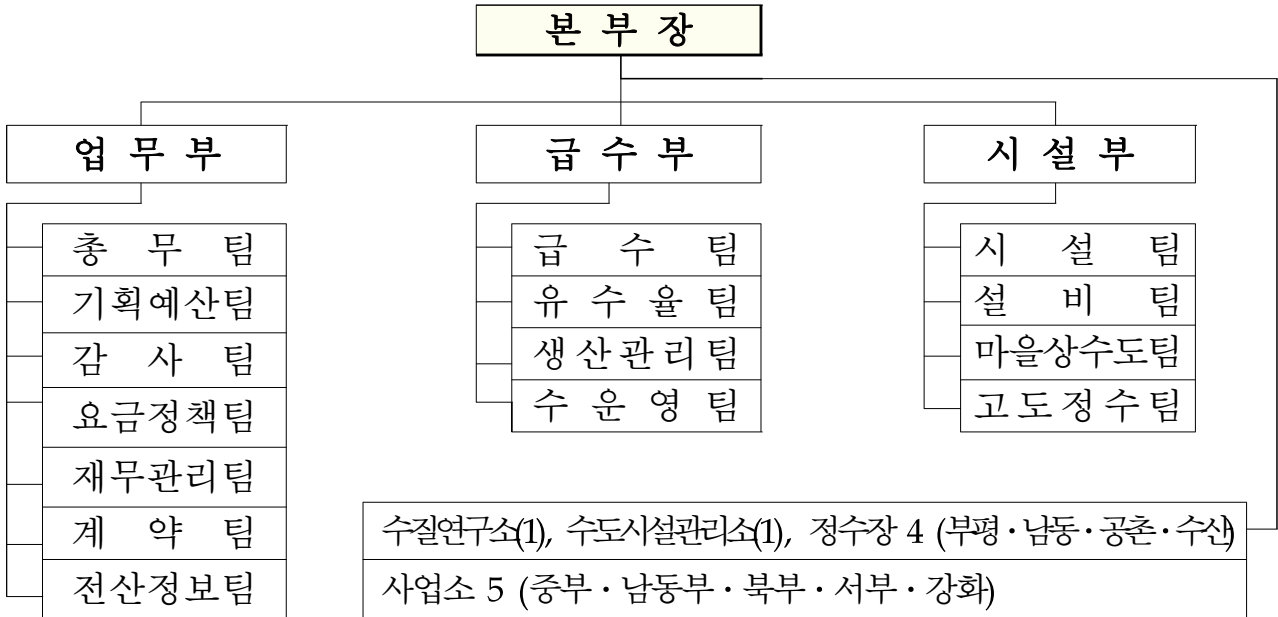 본 부 장
업 무 부
급 수 부
시 설 부
총 무 팀
기획예산팀
감 사 팀
요금정책팀
재무관리팀
계 약 팀
전산정보팀
급 수 팀
유 수 율 팀
생산관리팀
수 운 영 팀
시 설 팀
설 비 팀
마을상수도팀
고도정수팀
수질연구소(1), 수도시설관리소(1), 정수장 4 (부평·남동·공촌·수산)
사업소 5 (중부·남동부·북부·서부·강화)